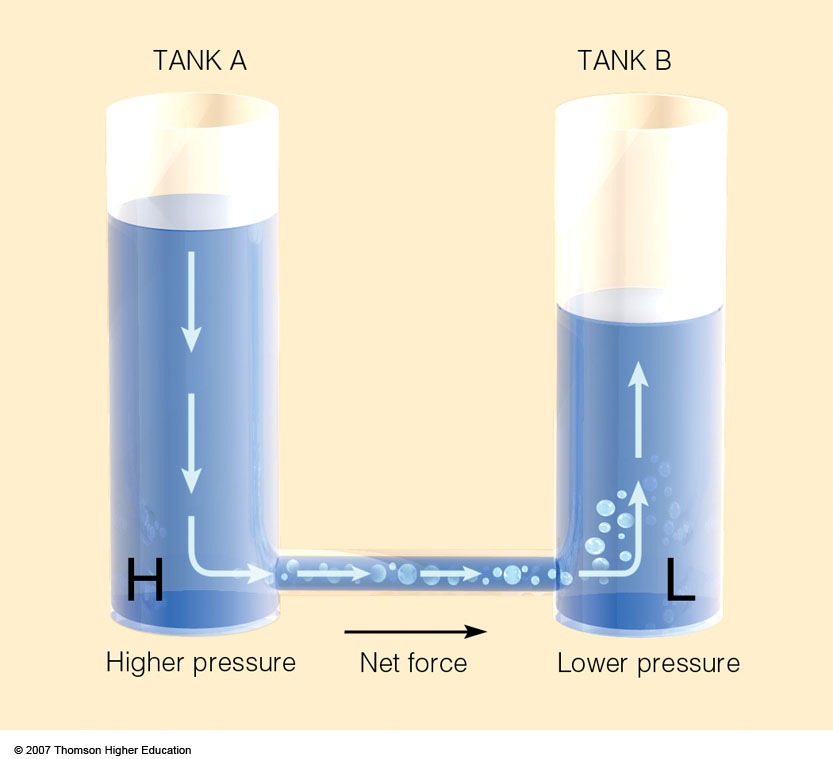 TANK A
TANK B
H
L
Higher pressure
Net force
Lower pressure
© 2007 Thomson Higher Education